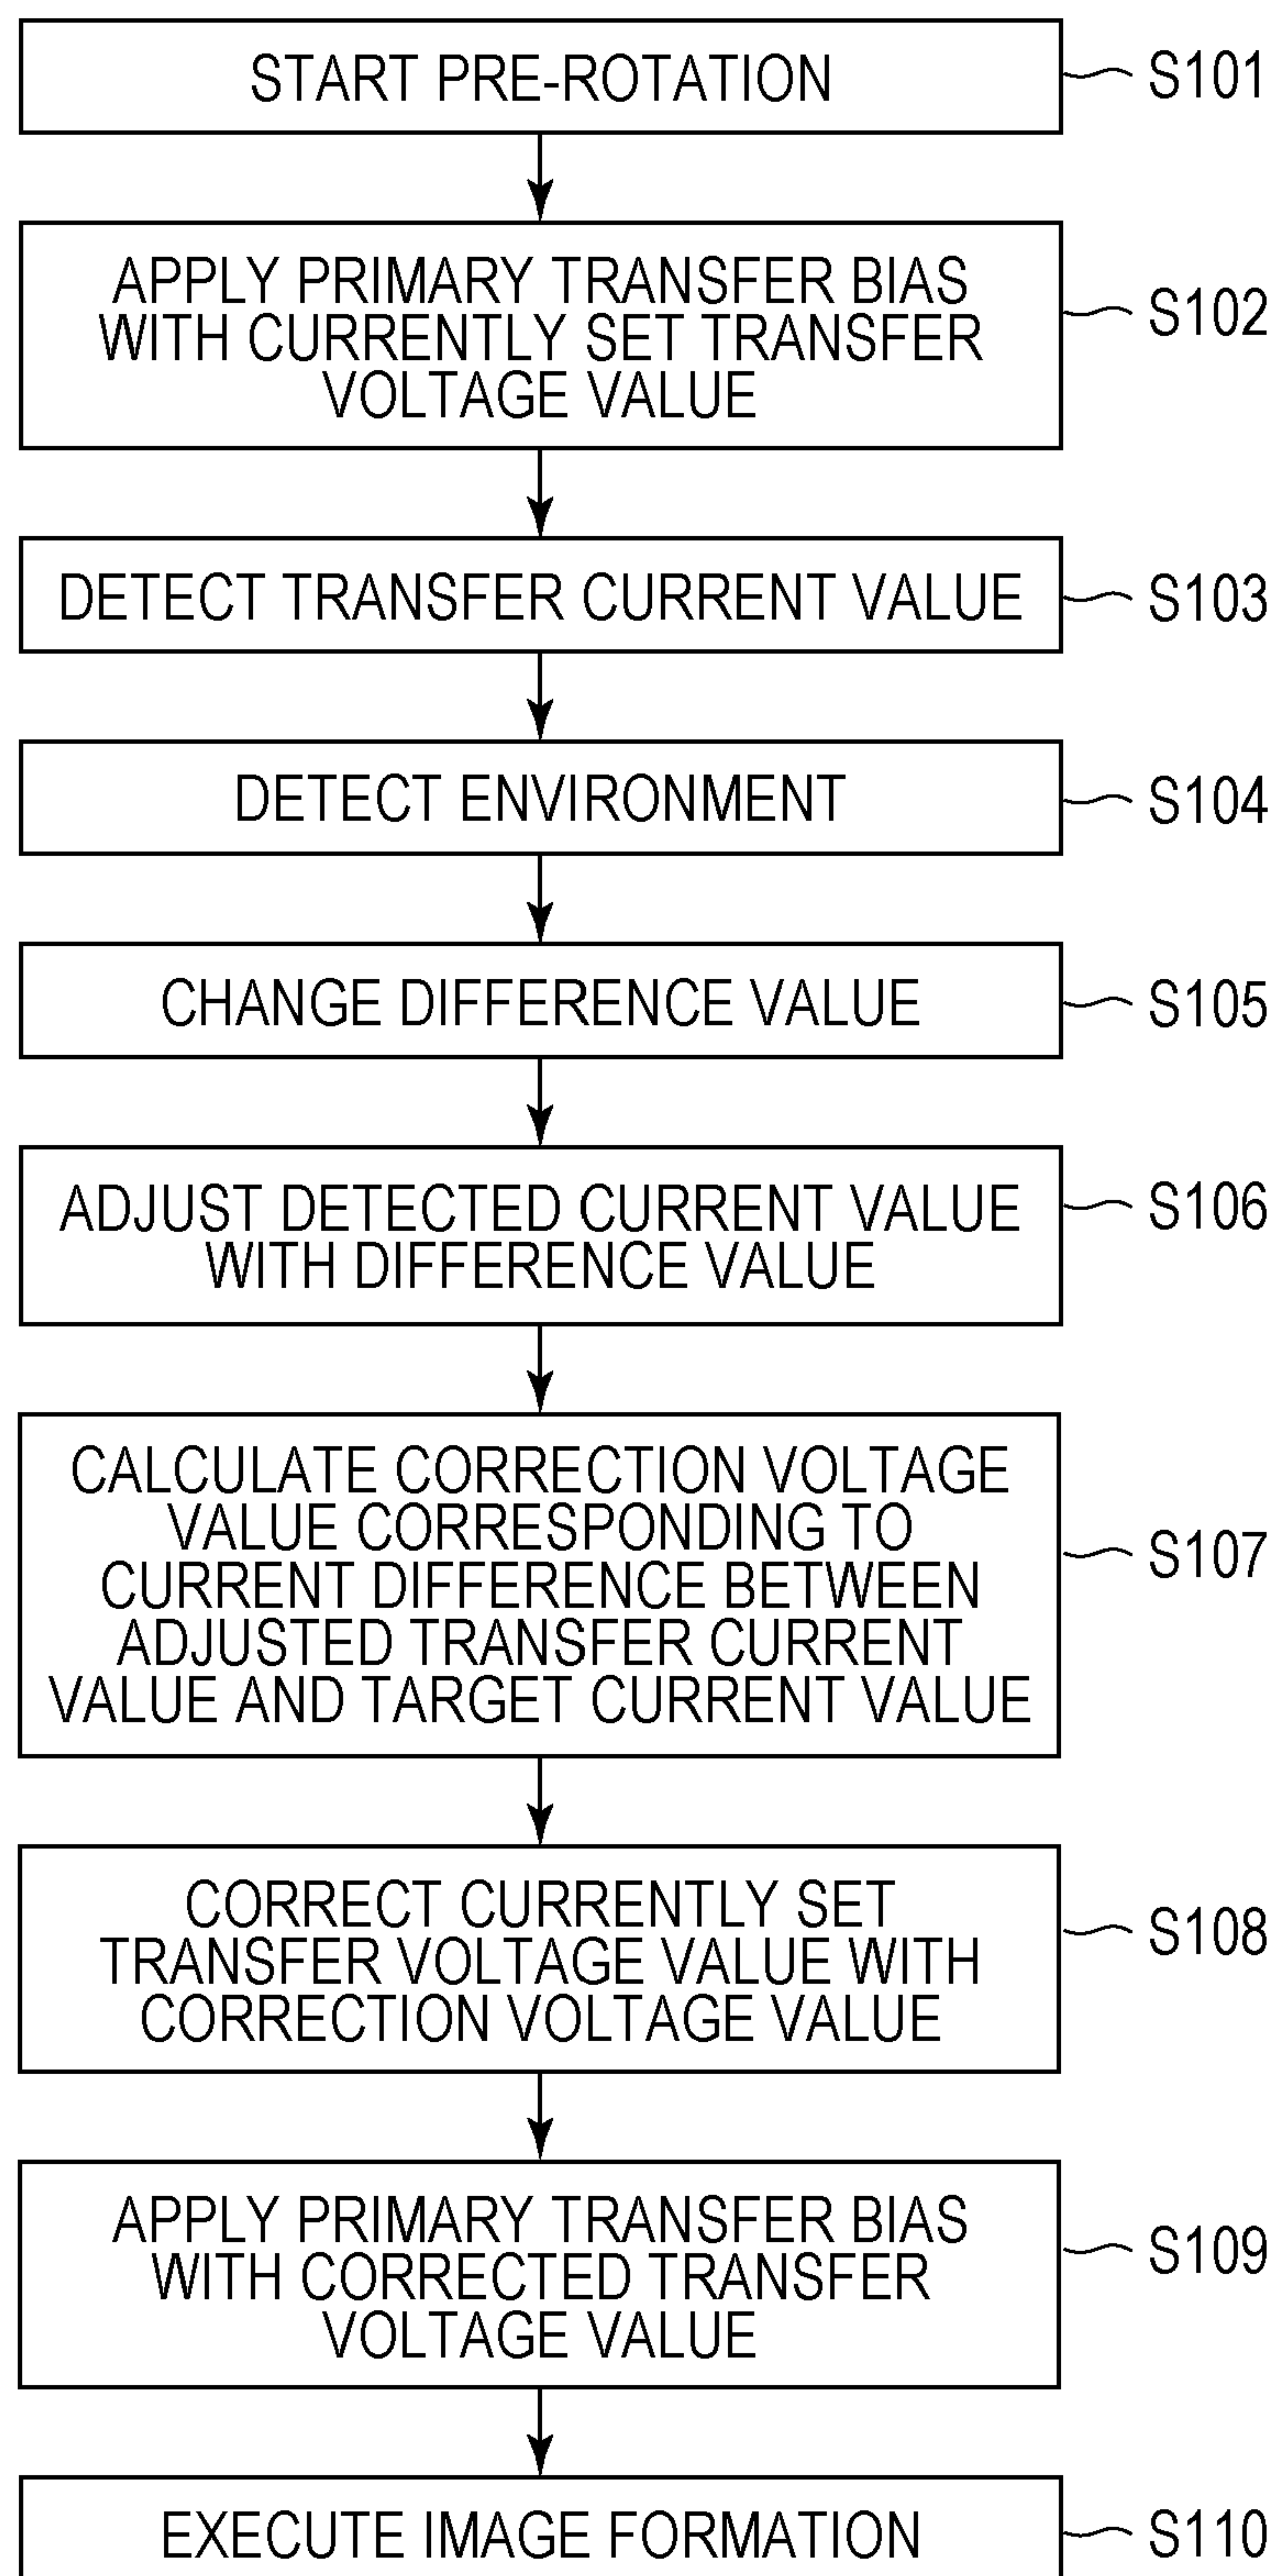 START PRE-ROTATION
S101
APPLY PRIMARY TRANSFER BIAS
WITH CURRENTLY SET TRANSFER
VOLTAGE VALUE
S102
DETECT TRANSFER CURRENT VALUE
S103
DETECT ENVIRONMENT
S104
CHANGE DIFFERENCE VALUE
S105
ADJUST DETECTED CURRENT VALUE
WITH DIFFERENCE VALUE
S106
CALCULATE CORRECTION VOLTAGE
VALUE CORRESPONDING TO
CURRENT DIFFERENCE BETWEEN
ADJUSTED TRANSFER CURRENT
VALUE AND TARGET CURRENT VALUE
S107
CORRECT CURRENTLY SET
TRANSFER VOLTAGE VALUE WITH
CORRECTION VOLTAGE VALUE
S108
APPLY PRIMARY TRANSFER BIAS
WITH CORRECTED TRANSFER
VOLTAGE VALUE
S109
EXECUTE IMAGE FORMATION
S110